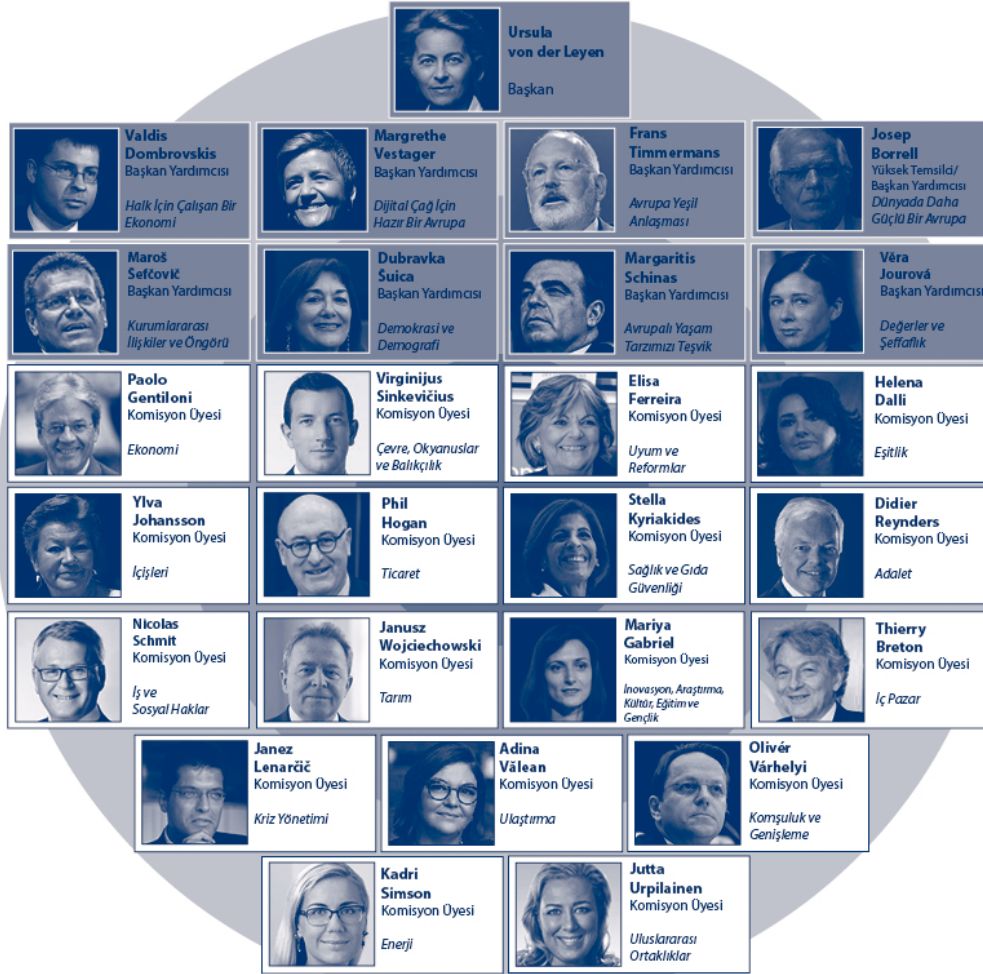 Ursula
von der Leyen
Başkan
Valdis
Dombrovskis
Başkan Yardımcısı
Halk İçin Çalışan Bir
Ekonomi
Margrethe
Vestager
Başkan Yardımcısı
Dijital Çağ İçin
Hazır Bir Avrupa
Frans
Timmermans
Başkan Yardımcısı
Avrupa Yeşil
Anlaşması
Josep
Borrell
Yüksek Temsilci/
Başkan Yardımcısı
Dünyada Daha
Güçlü Bir Avrupa
Maroš
Šefčovič
Başkan Yardımcısı
Kurumlararası
İlişkiler ve Öngörü
Dubravka
Šuica
Başkan Yardımcısı
Demokrasi ve
Demografi
Margaritis
Schinas
Başkan Yardımcısı
Avrupalı Yaşam
Tarzımızı Teşvik
Věra
Jourová
Başkan Yardımcısı
Değerler ve
Şeffaflık
Paolo
Gentiloni
Komisyon Üyesi
Ekonomi
Virginijus
Sinkevičius
Komisyon Üyesi
Çevre, Okyanuslar
ve Balıkçılık
Elisa
Ferreira
Komisyon Üyesi
Uyum ve
Reformlar
Helena
Dalli
Komisyon Üyesi
Eşitlik
Ylva
Johansson
Komisyon Üyesi
İçişleri
Phil
Hogan
Komisyon Üyesi
Ticaret
Stella
Kyriakides
Komisyon Üyesi
Sağlık ve Gıda
Güvenliği
Didier
Reynders
Komisyon Üyesi
Adalet
Nicolas
Schmit
Komisyon Üyesi
İş ve
Sosyal Haklar
Janusz
Wojciechowski
Komisyon Üyesi
Tarım
Mariya
Gabriel
Komisyon Üyesi
İnovasyon, Araştırma,
Kültür, Eğitim ve
Gençlik
Thierry
Breton
Komisyon Üyesi
İç Pazar
Janez
Lenarčič
Komisyon Üyesi
Kriz Yönetimi
Adina
Vălean
Komisyon Üyesi
Ulaştırma
Olivér
Várhelyi
Komisyon Üyesi
Komşuluk ve
Genişleme
Kadri
Simson
Komisyon Üyesi
Enerji
Jutta
Urpilainen
Komisyon Üyesi
Uluslararası
Ortaklıklar